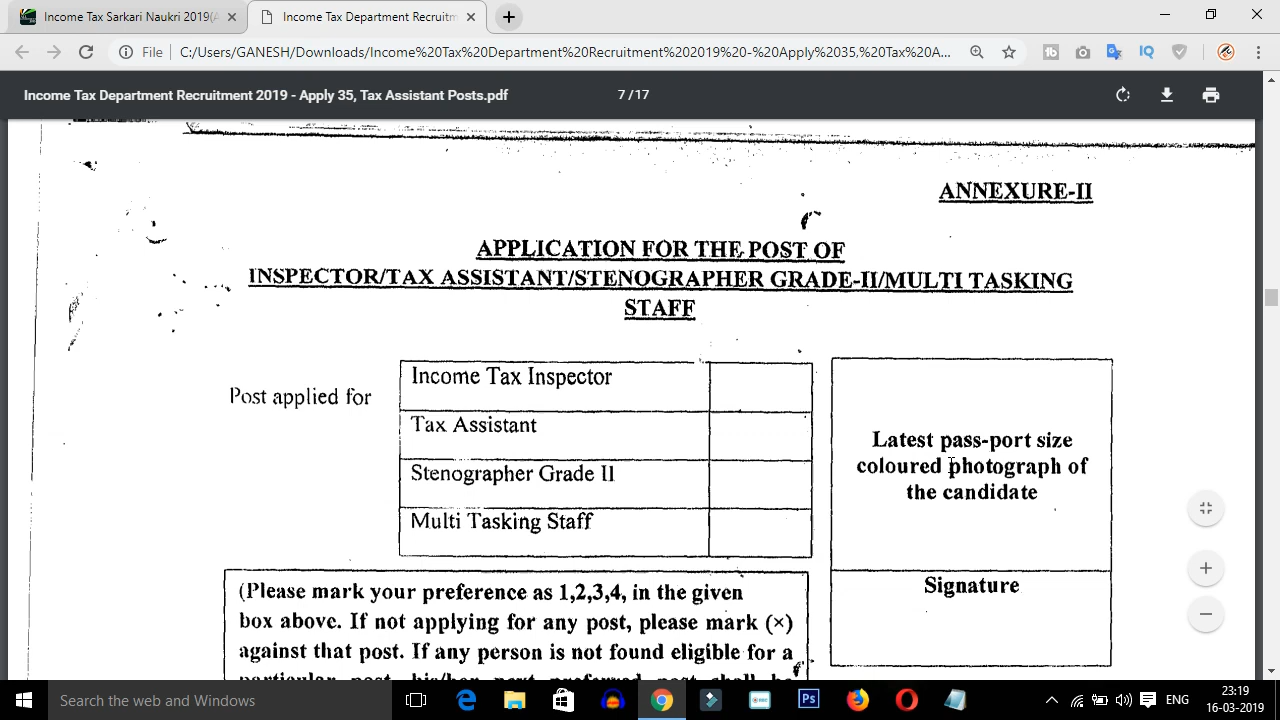 Income Tax Sarkari Naukri 2019(A
Income Tax Department Recruitm
File
C:/Users/GANESH/Downloads/Income%20Tax%20Department%20Recruitment%202019%20-%20Apply%2035,%20Tax%20A...
Income Tax Department Recruitment 2019 - Apply 35, Tax Assistant Posts.pdf
7 / 17
ANNEXURE-II
APPLICATION FOR THE POST OF
INSPECTOR/TAX ASSISTANT/STENOGRAPHER GRADE-II/MULTI TASKING
STAFF
Post applied for
Income Tax Inspector
Tax Assistant
Stenographer Grade II
Multi Tasking Staff
Latest pass-port size
coloured photograph of
the candidate
Signature
(Please mark your preference as 1,2,3,4, in the given
box above. If not applying for any post, please mark (×)
against that post. If any person is not found eligible for a
Search the web and Windows
ENG
23:19
16-03-2019